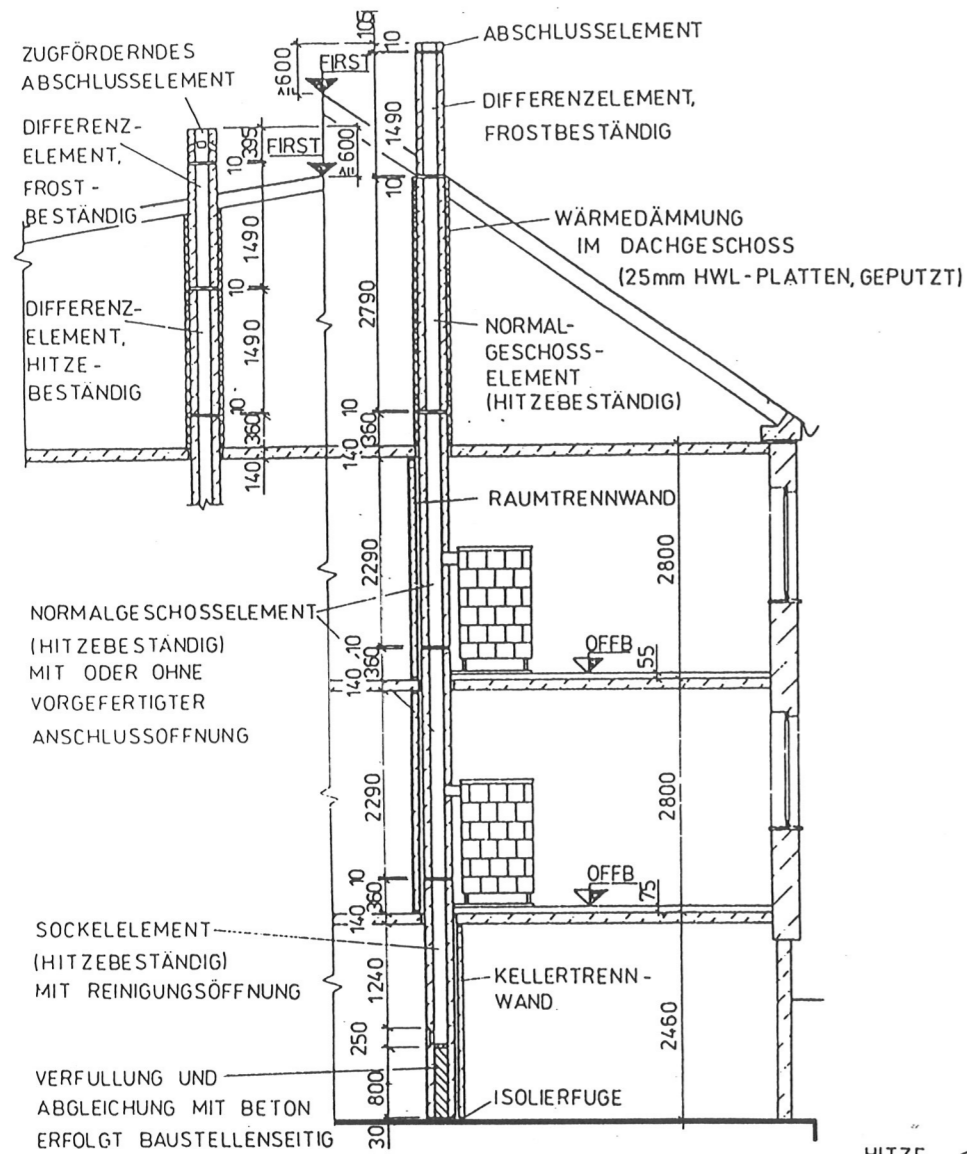 ZUGFÖRDERNDES
ABSCHLUSSELEMENT
DIFFERENZ-
ELEMENT,
FROST-
BESTÄNDIG
DIFFERENZ-
ELEMENT,
HITZE-
BESTÄNDIG
10
395
1490
10
1490
10
360
140
FIRST
≥600
FIRST
≥600
105
10
1490
10
2790
10
360
140
2290
10
360
140
2290
10
360
140
1240
250
800
30
ABSCHLUSSELEMENT
DIFFERENZELEMENT,
FROSTBESTÄNDIG
WÄRMEDÄMMUNG
IM DACHGESCHOSS
(25mm HWL-PLATTEN, GEPUTZT)
NORMAL-
GESCHOSS-
ELEMENT
(HITZEBESTÄNDIG)
RAUMTRENNWAND
2800
OFFB
55
NORMALGESCHOSSELEMENT
(HITZEBESTÄNDIG)
MIT ODER OHNE
VORGEFERTIGTER
ANSCHLUSSOFFNUNG
2800
OFFB
75
SOCKELELEMENT
(HITZEBESTÄNDIG)
MIT REINIGUNGSÖFFNUNG
KELLERTRENN-
WAND
2460
VERFULLUNG UND
ABGLEICHUNG MIT BETON
ERFOLGT BAUSTELLENSEITIG
ISOLIERFUGE
HITZE